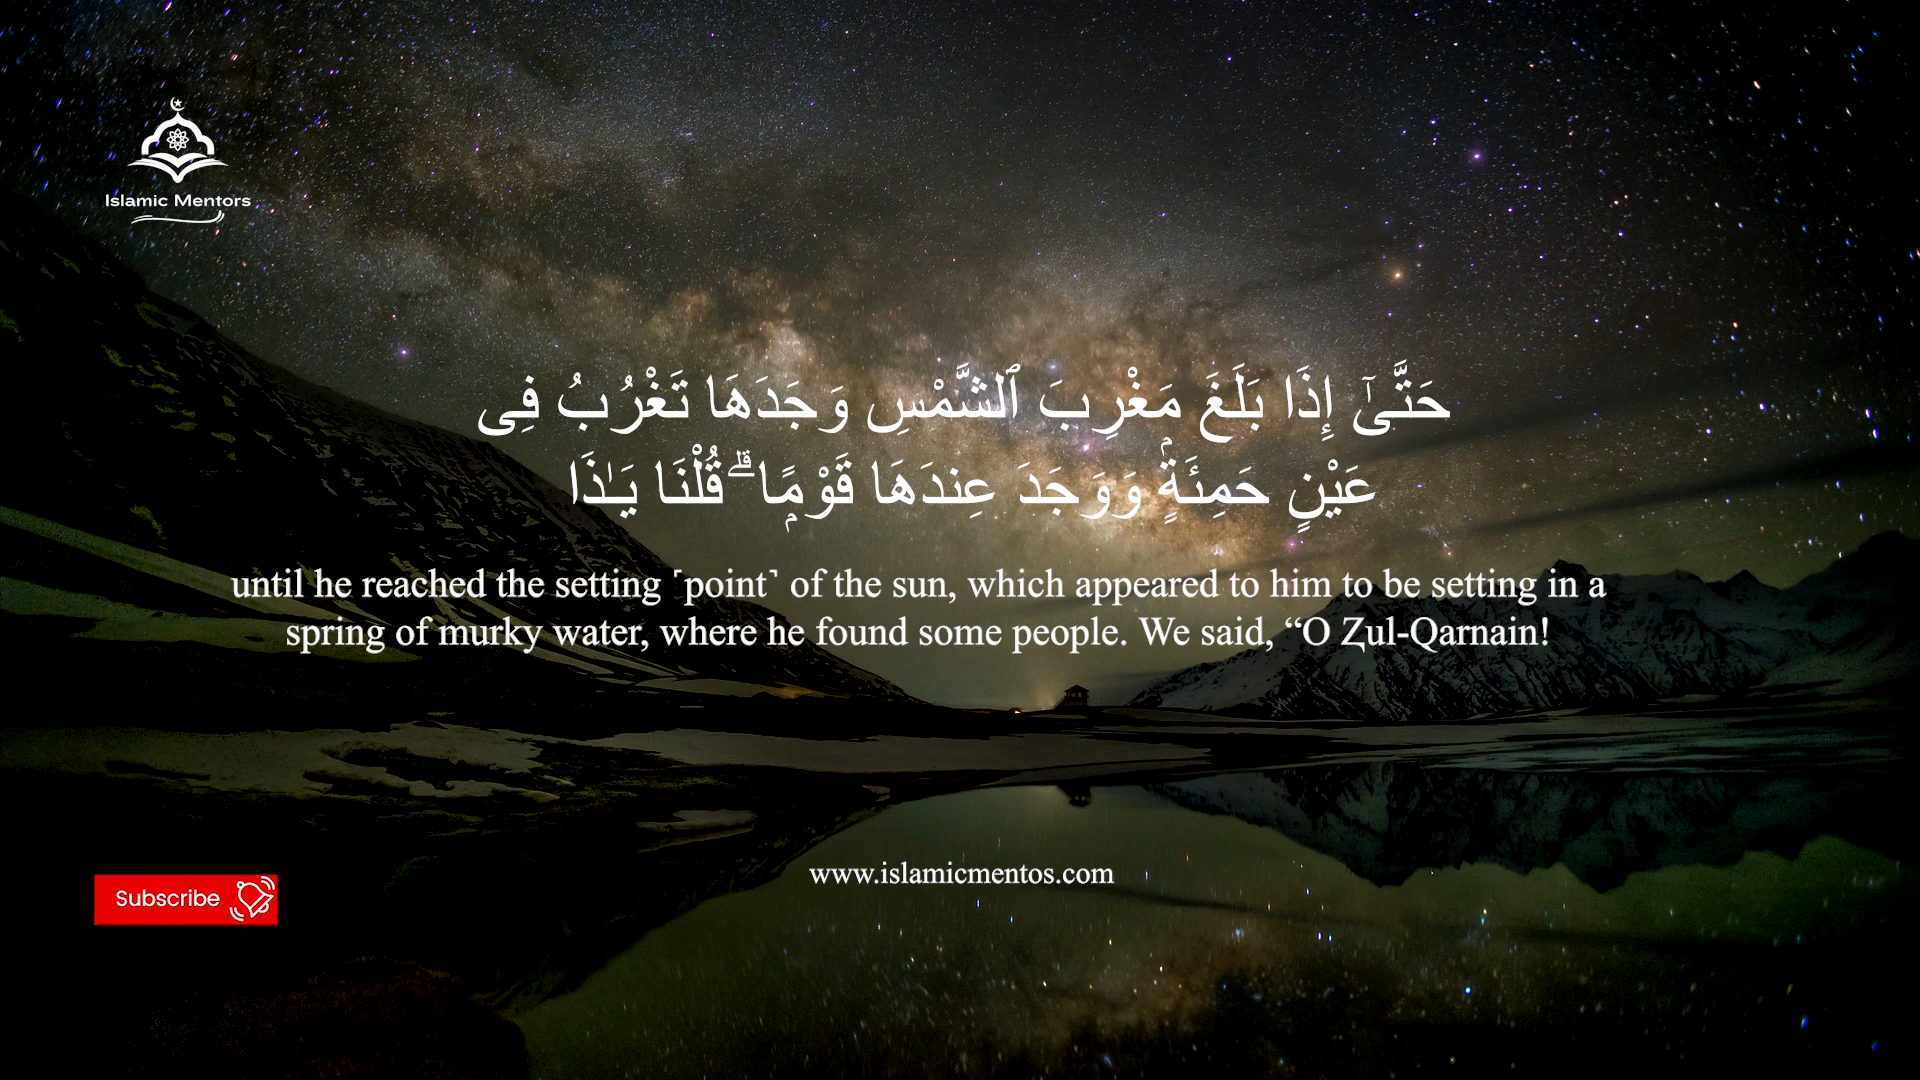 Islamic Mentors
حَتَّىٰٓ إِذَا بَلَغَ مَغْرِبَ ٱلشَّمْسِ وَجَدَهَا تَغْرُبُ فِى
عَيْنٍ حَمِئَةٍۢ وَوَجَدَ عِندَهَا قَوْمًۭا ۗ قُلْنَا يَـٰذَا
until he reached the setting ˹point˺ of the sun, which appeared to him to be setting in a
spring of murky water, where he found some people. We said, “O Zul-Qarnain!
www.islamicmentos.com
Subscribe